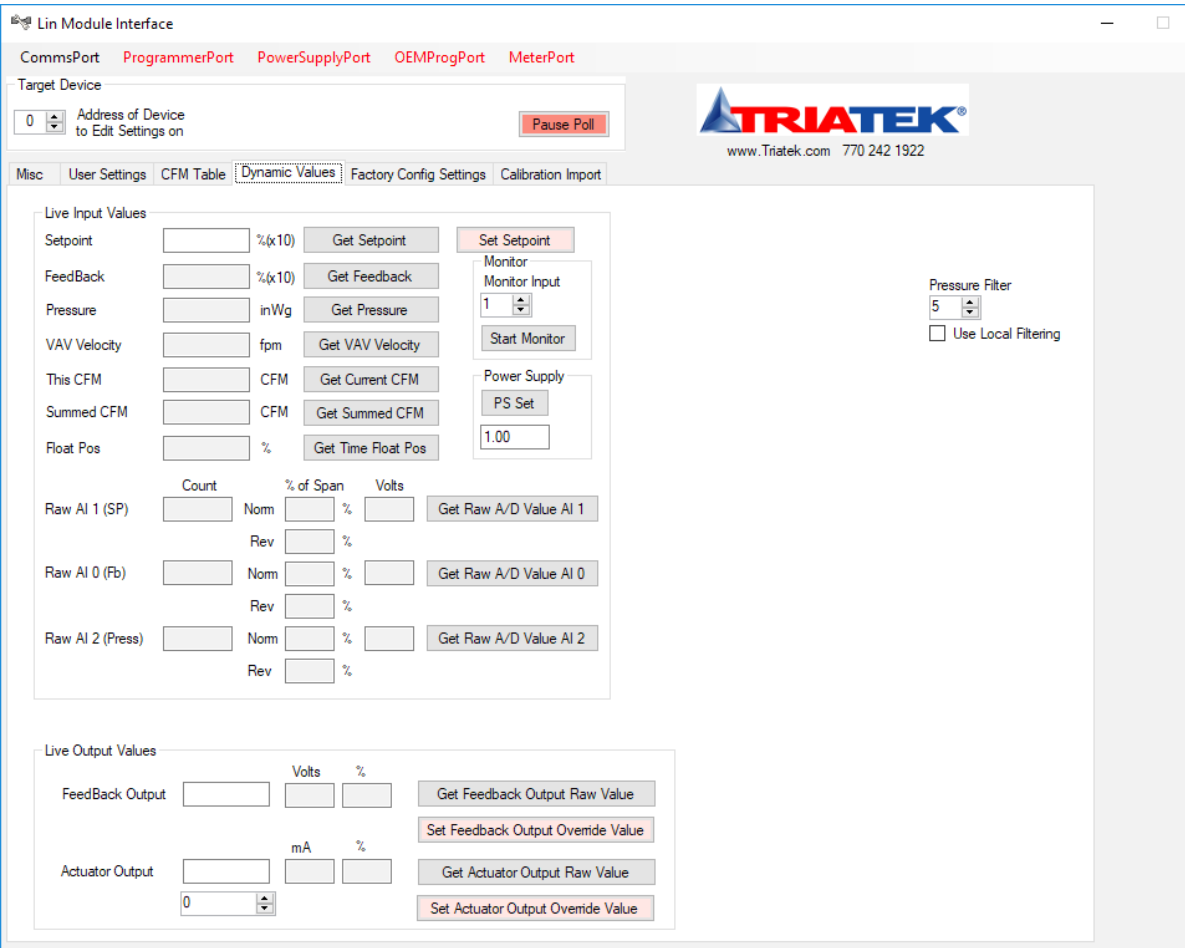 Lin Module Interface
CommsPort ProgrammerPort PowerSupplyPort OEMProgPort MeterPort
Target Device
0 Address of Device
to Edit Settings on
Pause Poll
TRIATEK®
www.Triatek.com 770 242 1922
Misc User Settings CFM Table Dynamic Values Factory Config Settings Calibration Import
Live Input Values
Setpoint %(x10) Get Setpoint Set Setpoint
FeedBack %(x10) Get Feedback
Pressure inWg Get Pressure
VAV Velocity fpm Get VAV Velocity
This CFM CFM Get Current CFM
Summed CFM CFM Get Summed CFM
Float Pos % Get Time Float Pos
Monitor
Monitor Input
1
Start Monitor
Power Supply
PS Set
1.00
Pressure Filter
5
Use Local Filtering
Count % of Span Volts
Raw AI 1 (SP) Norm % Get Raw A/D Value AI 1
Rev %
Raw AI 0 (Fb) Norm % Get Raw A/D Value AI 0
Rev %
Raw AI 2 (Press) Norm % Get Raw A/D Value AI 2
Rev %
Live Output Values
Volts %
FeedBack Output Get Feedback Output Raw Value
Set Feedback Output Override Value
mA %
Actuator Output Get Actuator Output Raw Value
0 Set Actuator Output Override Value